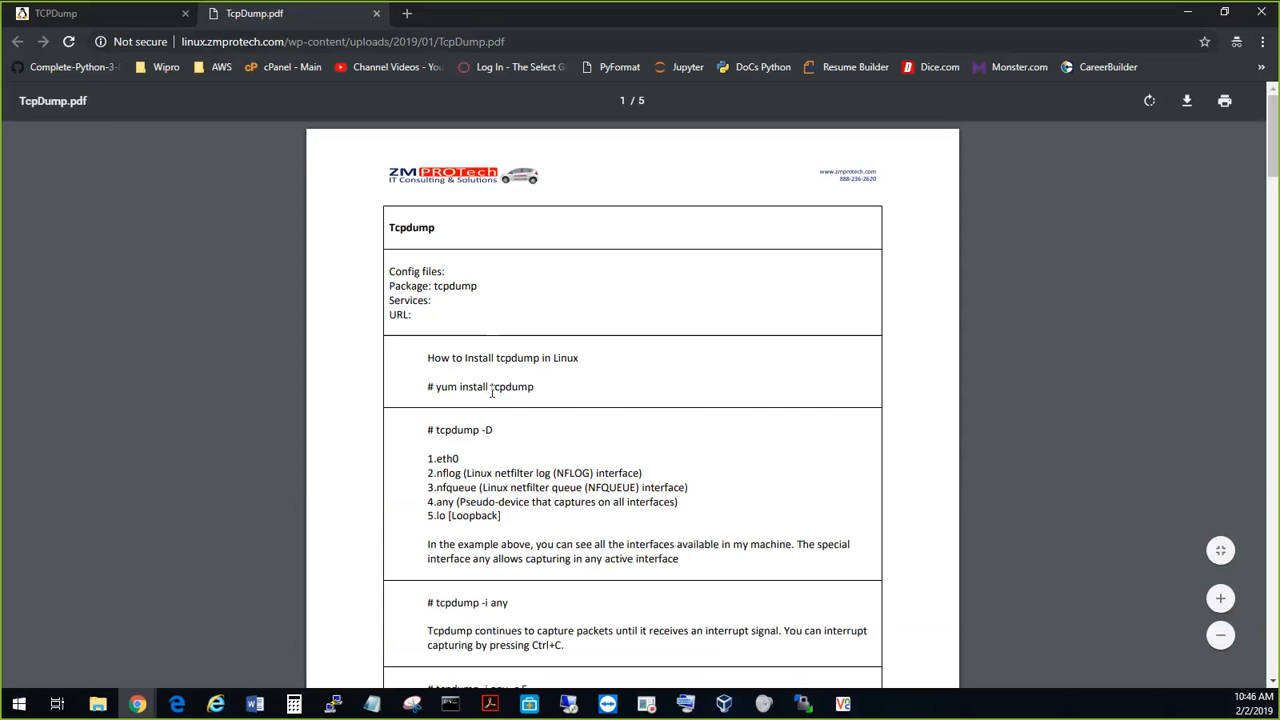 TCPDump
TcpDump.pdf
Not secure | linux.zmprotech.com/wp-content/uploads/2019/01/TcpDump.pdf
Complete-Python-3- Wipro AWS cPanel - Main Channel Videos - You Log In - The Select G PyFormat Jupyter DoCs Python Resume Builder Dice.com Monster.com CareerBuilder »
TcpDump.pdf
1 / 5
ZMPROTech
IT Consulting & Solutions
www.zmprotech.com
888-236-2620
Tcpdump
Config files:
Package: tcpdump
Services:
URL:
How to Install tcpdump in Linux
# yum install tcpdump
# tcpdump -D
1.eth0
2.nflog (Linux netfilter log (NFLOG) interface)
3.nfqueue (Linux netfilter queue (NFQUEUE) interface)
4.any (Pseudo-device that captures on all interfaces)
5.lo [Loopback]
In the example above, you can see all the interfaces available in my machine. The special
interface any allows capturing in any active interface
# tcpdump -i any
Tcpdump continues to capture packets until it receives an interrupt signal. You can interrupt
capturing by pressing Ctrl+C.
10:46 AM
2/2/2019